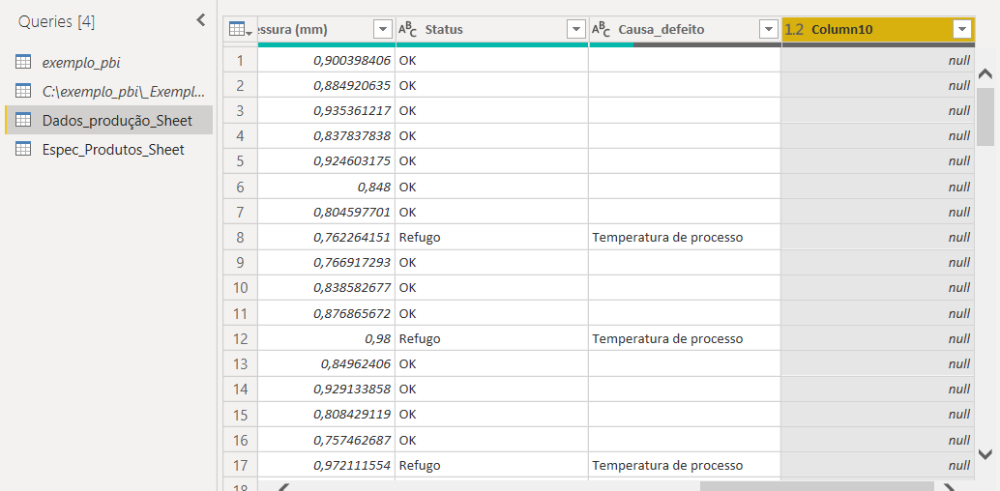 Queries [4]
exemplo_pbi
C:\exemplo_pbi\_Exempl...
Dados_produção_Sheet
Espec_Produtos_Sheet
essura (mm) ABC Status ABC Causa_defeito 1.2 Column10
1 0,900398406 OK null
2 0,884920635 OK null
3 0,935361217 OK null
4 0,837837838 OK null
5 0,924603175 OK null
6 0,848 OK null
7 0,804597701 OK null
8 0,762264151 Refugo Temperatura de processo null
9 0,766917293 OK null
10 0,838582677 OK null
11 0,876865672 OK null
12 0,98 Refugo Temperatura de processo null
13 0,84962406 OK null
14 0,929133858 OK null
15 0,808429119 OK null
16 0,757462687 OK null
17 0,972111554 Refugo Temperatura de processo null
18